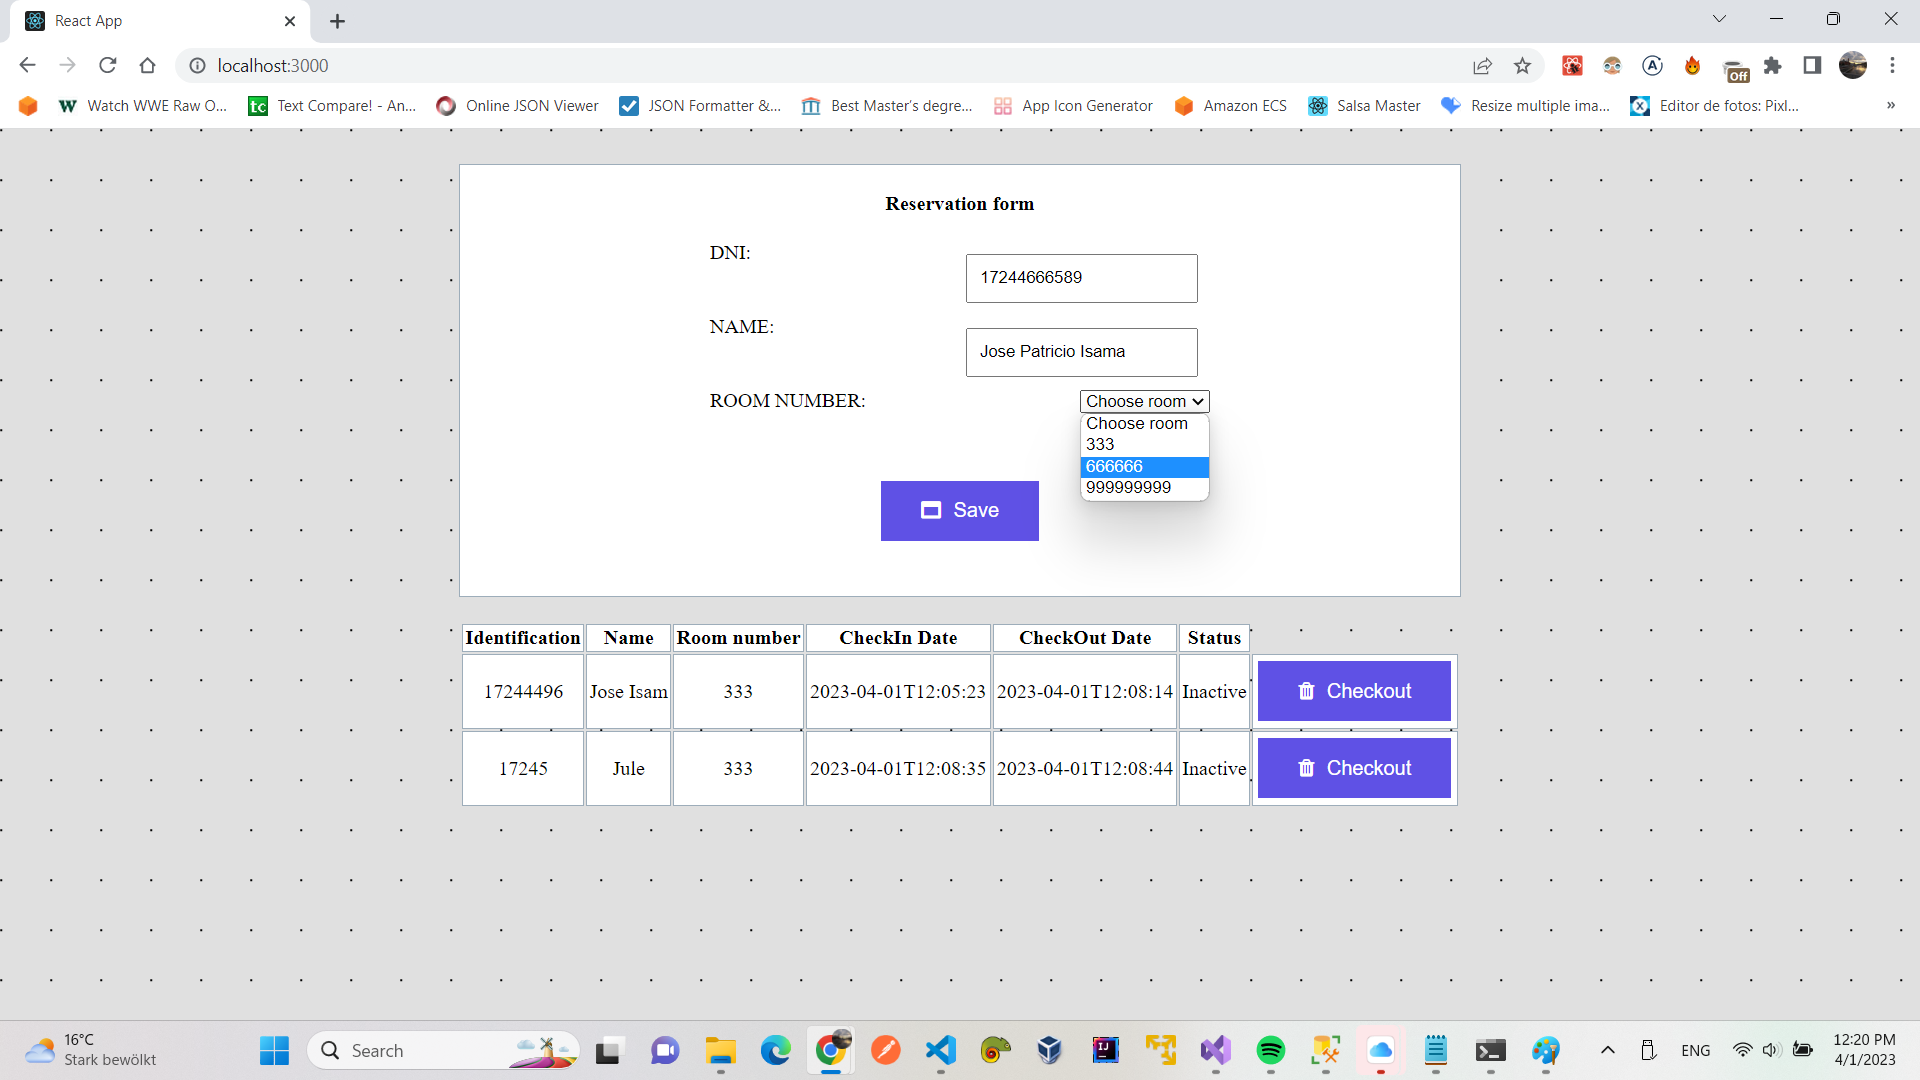 React App
localhost:3000
Off
Watch WWE Raw O...
Text Compare! - An...
Online JSON Viewer
JSON Formatter &...
Best Master's degre...
App Icon Generator
Amazon ECS
Salsa Master
Resize multiple ima...
Editor de fotos: Pixl...
»
Reservation form
DNI:
17244666589
NAME:
Jose Patricio Isama
ROOM NUMBER:
Choose room
Choose room
333
666666
999999999
Save
Identification Name Room number CheckIn Date CheckOut Date Status
17244496 Jose Isam 333 2023-04-01T12:05:23 2023-04-01T12:08:14 Inactive Checkout
17245 Jule 333 2023-04-01T12:08:35 2023-04-01T12:08:44 Inactive Checkout
16°C
Stark bewölkt
Search
ENG
12:20 PM
4/1/2023